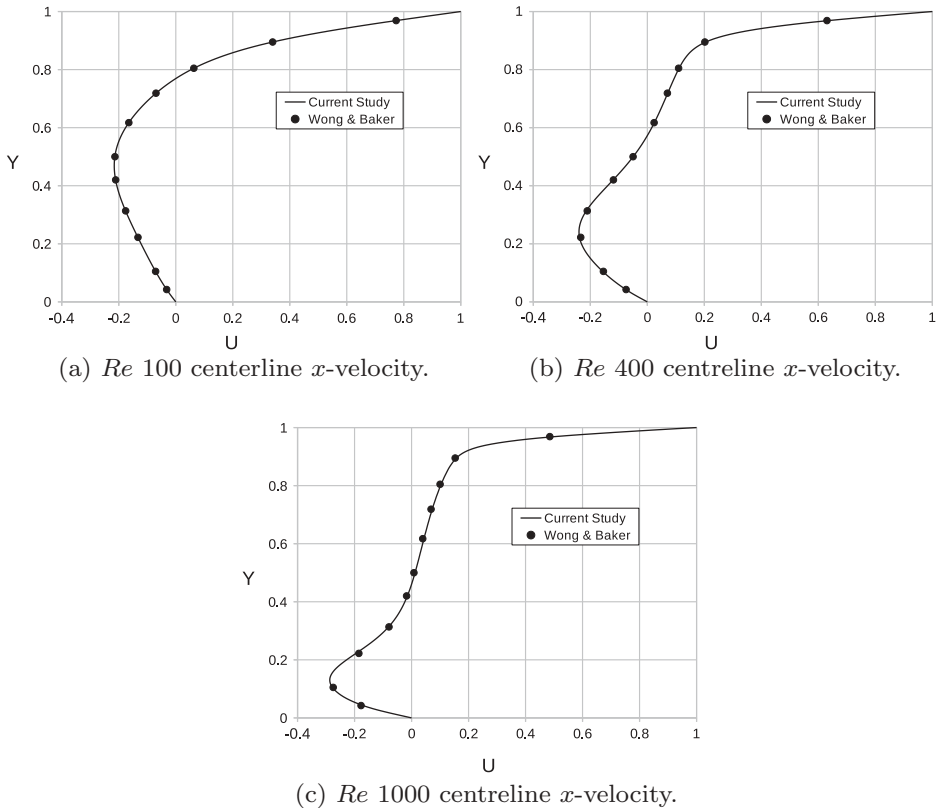 1
0.8
0.6
Y
0.4
0.2
0
-0.4 -0.2 0 0.2 0.4 0.6 0.8 1
U
Current Study
Wong & Baker
(a) Re 100 centerline x-velocity.
1
0.8
0.6
Y
0.4
0.2
0
-0.4 -0.2 0 0.2 0.4 0.6 0.8 1
U
Current Study
Wong & Baker
(b) Re 400 centreline x-velocity.
1
0.8
0.6
Y
0.4
0.2
0
-0.4 -0.2 0 0.2 0.4 0.6 0.8 1
U
Current Study
Wong & Baker
(c) Re 1000 centreline x-velocity.